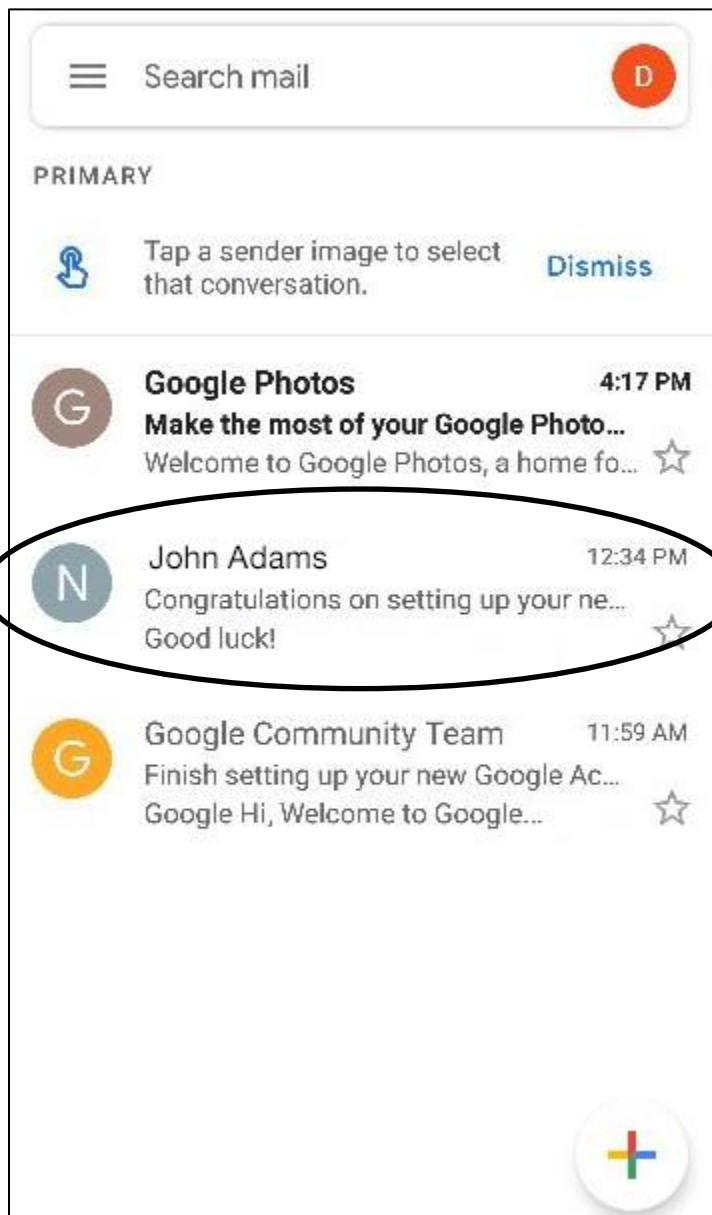 Search mail
D
PRIMARY
Tap a sender image to select
that conversation.
Dismiss
G
Google Photos
4:17 PM
Make the most of your Google Photo...
Welcome to Google Photos, a home fo...
N
John Adams
12:34 PM
Congratulations on setting up your ne...
Good luck!
G
Google Community Team
11:59 AM
Finish setting up your new Google Ac...
Google Hi, Welcome to Google...